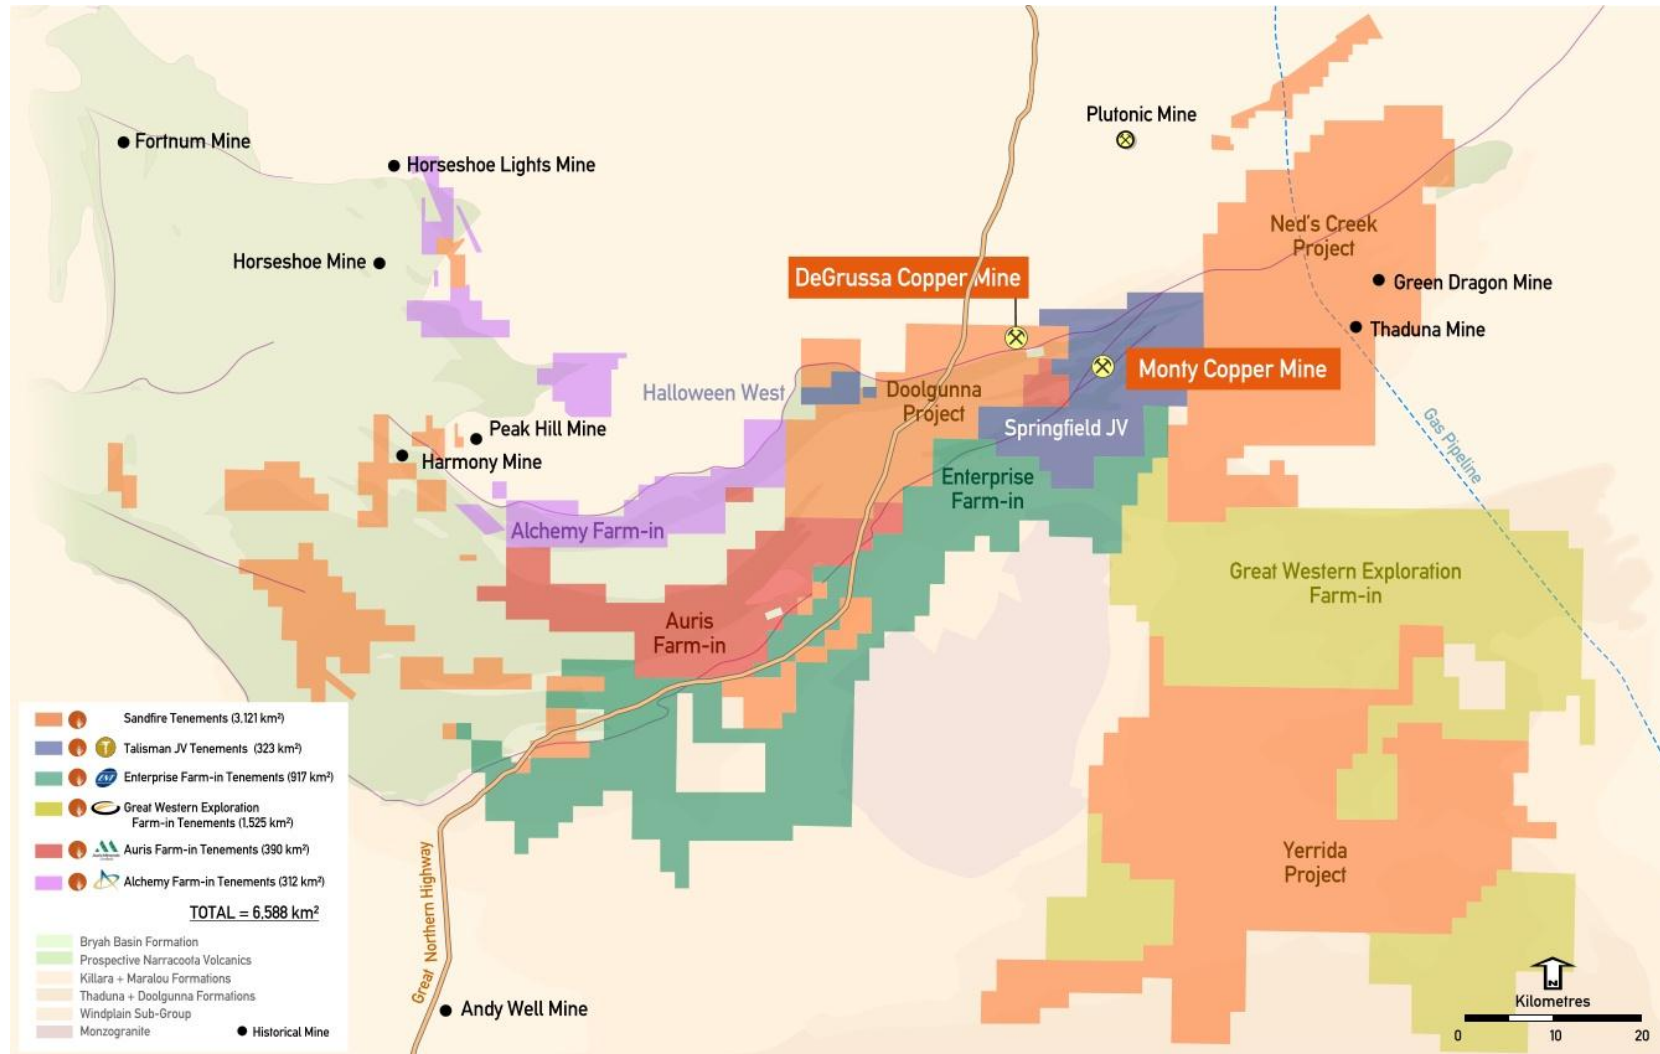 Plutonic Mine
Fortnum Mine
Horseshoe Lights Mine
Ned's Creek
Project
Horseshoe Mine
DeGrussa Copper Mine
Green Dragon Mine
Thaduna Mine
Monty Copper Mine
Halloween West
Doolgunna
Project
Springfield JV
Gas Pipeline
Peak Hill Mine
Harmony Mine
Enterprise
Farm-in
Alchemy Farm-in
Great Western Exploration
Farm-in
Auris
Farm-in
Sandfire Tenements (3,121 km²)
Talisman JV Tenements (323 km²)
Enterprise Farm-in Tenements (917 km²)
Great Western Exploration
Farm-in Tenements (1,525 km²)
Auris Farm-in Tenements (390 km²)
Alchemy Farm-in Tenements (312 km²)
TOTAL = 6,588 km²
Bryah Basin Formation
Prospective Narracoota Volcanics
Killara + Maralou Formations
Thaduna + Doolgunna Formations
Windplain Sub-Group
Monzogranite
Historical Mine
Great Northern Highway
Andy Well Mine
Yerrida
Project
N
Kilometres
0 10 20